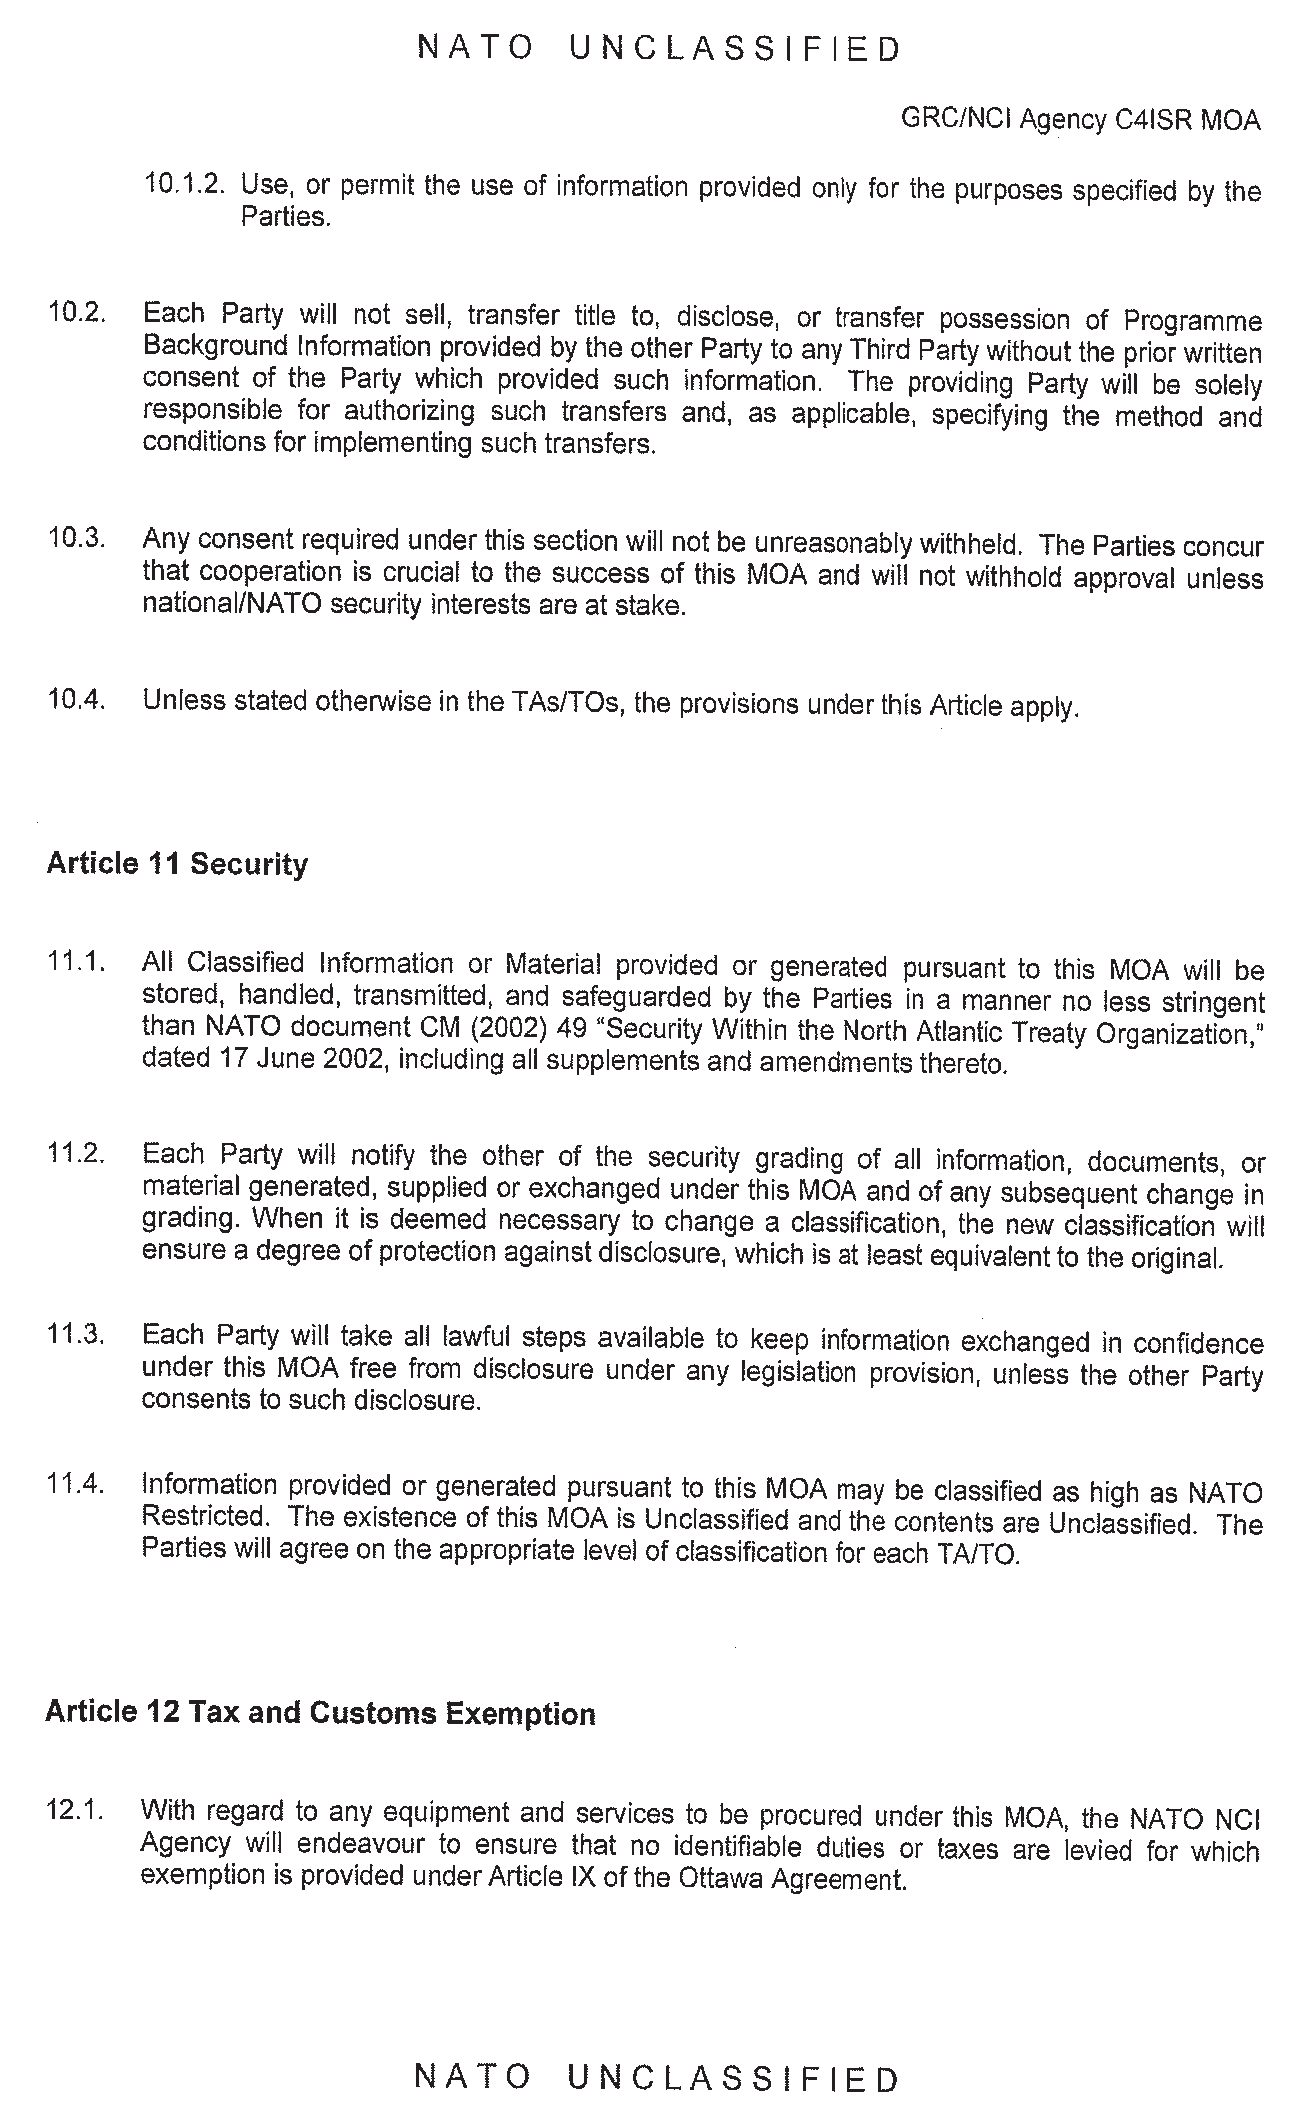 NATO UNCLASSIFIED
GRC/NCI Agency C4ISR MOA
10.1.2. Use, or permit the use of information provided only for the purposes specified by the
Parties.
10.2. Each Party will not sell, transfer title to, disclose, or transfer possession of Programme
Background Information provided by the other Party to any Third Party without the prior written
consent of the Party which provided such information. The providing Party will be solely
responsible for authorizing such transfers and, as applicable, specifying the method and
conditions for implementing such transfers.
10.3. Any consent required under this section will not be unreasonably withheld. The Parties concur
that cooperation is crucial to the success of this MOA and will not withhold approval unless
national/NATO security interests are at stake.
10.4. Unless stated otherwise in the TAs/TOs, the provisions under this Article apply.
Article 11 Security
11.1. All Classified Information or Material provided or generated pursuant to this MOA will be
stored, handled, transmitted, and safeguarded by the Parties in a manner no less stringent
than NATO document CM (2002) 49 “Security Within the North Atlantic Treaty Organization,"
dated 17 June 2002, including all supplements and amendments thereto.
11.2. Each Party will notify the other of the security grading of all information, documents, or
material generated, supplied or exchanged under this MOA and of any subsequent change in
grading. When it is deemed necessary to change a classification, the new classification will
ensure a degree of protection against disclosure, which is at least equivalent to the original.
11.3. Each Party will take all lawful steps available to keep information exchanged in confidence
under this MOA free from disclosure under any legislation provision, unless the other Party
consents to such disclosure.
11.4. Information provided or generated pursuant to this MOA may be classified as high as NATO
Restricted. The existence of this MOA is Unclassified and the contents are Unclassified. The
Parties will agree on the appropriate level of classification for each TA/TO.
Article 12 Tax and Customs Exemption
12.1. With regard to any equipment and services to be procured under this MOA, the NATO NCI
Agency will endeavour to ensure that no identifiable duties or taxes are levied for which
exemption is provided under Article IX of the Ottawa Agreement.
NATO UNCLASSIFIED